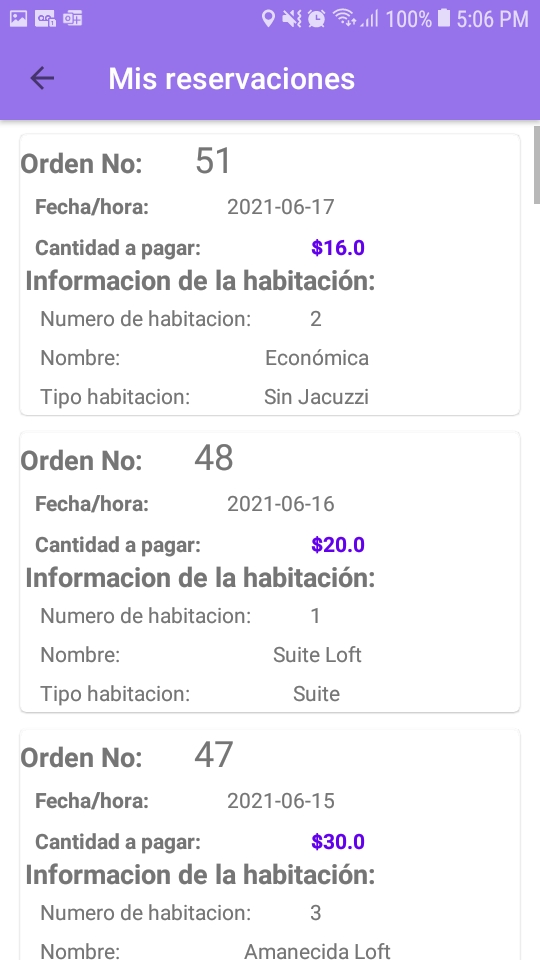 100% 5:06 PM
Mis reservaciones
Orden No: 51
Fecha/hora: 2021-06-17
Cantidad a pagar: $16.0
Informacion de la habitación:
Numero de habitacion: 2
Nombre: Económica
Tipo habitacion: Sin Jacuzzi
Orden No: 48
Fecha/hora: 2021-06-16
Cantidad a pagar: $20.0
Informacion de la habitación:
Numero de habitacion: 1
Nombre: Suite Loft
Tipo habitacion: Suite
Orden No: 47
Fecha/hora: 2021-06-15
Cantidad a pagar: $30.0
Informacion de la habitación:
Numero de habitacion: 3
Nombre: Amanecida Loft